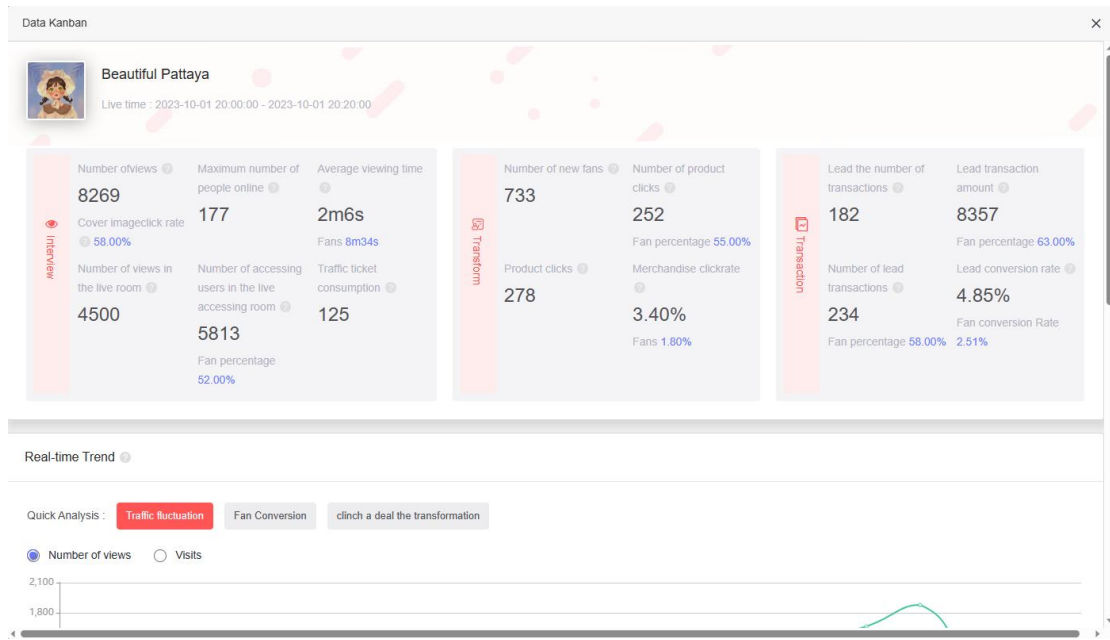 Data Kanban
Beautiful Pattaya
Live time : 2023-10-01 20:00:00 - 2023-10-01 20:20:00
Interview
Number ofviews
8269
Cover imageclick rate
58.00%
Maximum number of
people online
177
Average viewing time
2m6s
Fans 8m34s
Number of views in
the live room
4500
Number of accessing
users in the live
accessing room
5813
Fan percentage
52.00%
Traffic ticket
consumption
125
Transform
Number of new fans
733
Number of product
clicks
252
Fan percentage 55.00%
Product clicks
278
Merchandise clickrate
3.40%
Fans 1.80%
Transaction
Lead the number of
transactions
182
Lead transaction
amount
8357
Fan percentage 63.00%
Number of lead
transactions
234
Fan percentage 58.00%
Lead conversion rate
4.85%
Fan conversion Rate
2.51%
Real-time Trend
Quick Analysis :
Traffic fluctuation
Fan Conversion
clinch a deal the transformation
Number of views
Visits
2,100
1,800